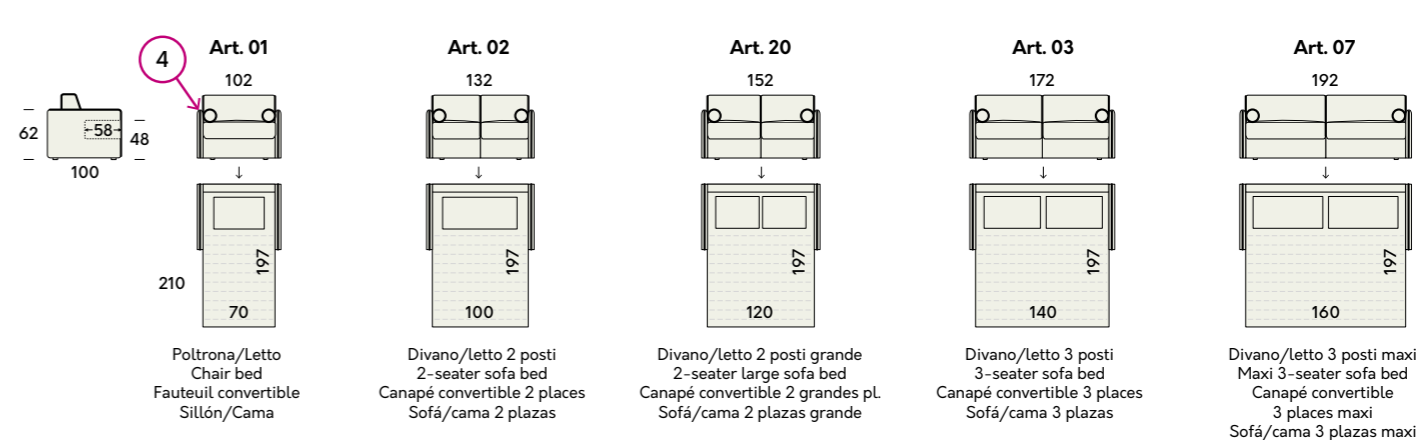 Art. 01
Art. 02
Art. 20
Art. 03
Art. 07
4
102
132
152
172
192
62
58
48
100
197
197
197
197
197
210
70
100
120
140
160
Poltrona/Letto
Chair bed
Fauteuil convertible
Sillón/Cama
Divano/letto 2 posti
2-seater sofa bed
Canapé convertible 2 places
Sofá/cama 2 plazas
Divano/letto 2 posti grande
2-seater large sofa bed
Canapé convertible 2 grandes pl.
Sofá/cama 2 plazas grande
Divano/letto 3 posti
3-seater sofa bed
Canapé convertible 3 places
Sofá/cama 3 plazas
Divano/letto 3 posti maxi
Maxi 3-seater sofa bed
Canapé convertible
3 places maxi
Sofá/cama 3 plazas maxi